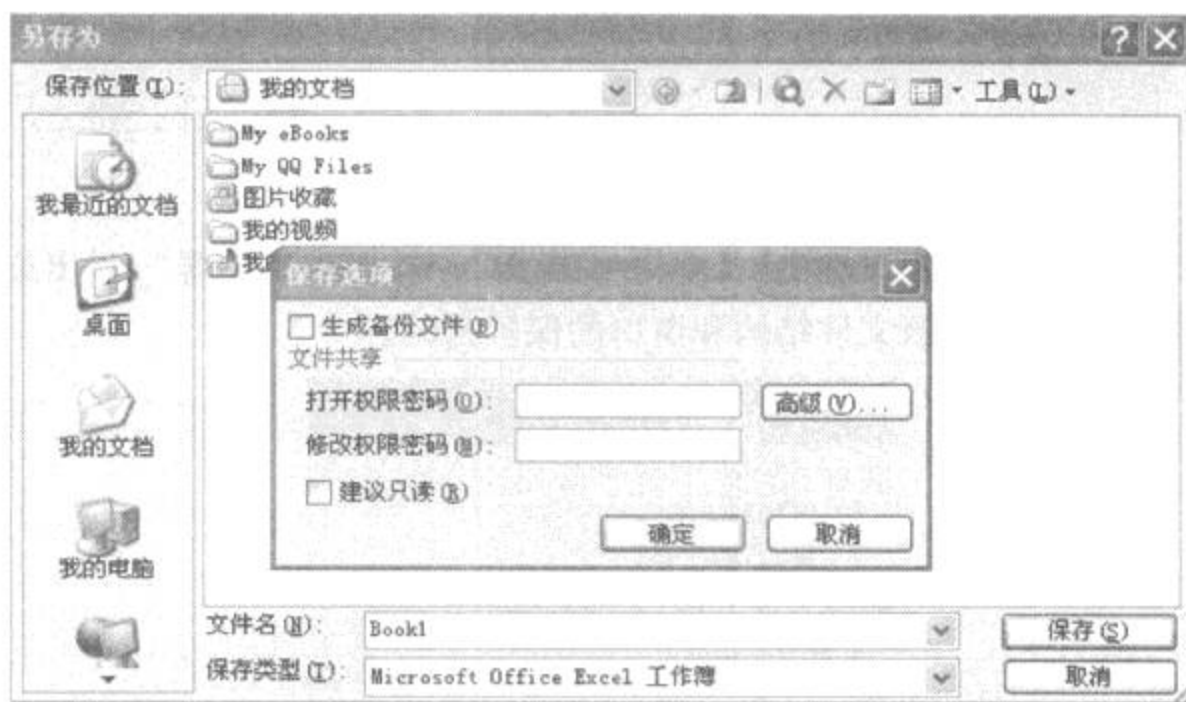 另存为
保存位置(I):
我的文档
工具(L)
My eBooks
My QQ Files
图片收藏
我的视频
我最近的文档
桌面
我的文档
我的电脑
保存选项
生成备份文件(B)
文件共享
打开权限密码(O):
高级(V)...
修改权限密码(M):
建议只读(R)
确定
取消
文件名(N):
Book1
保存(S)
保存类型(T):
Microsoft Office Excel 工作簿
取消